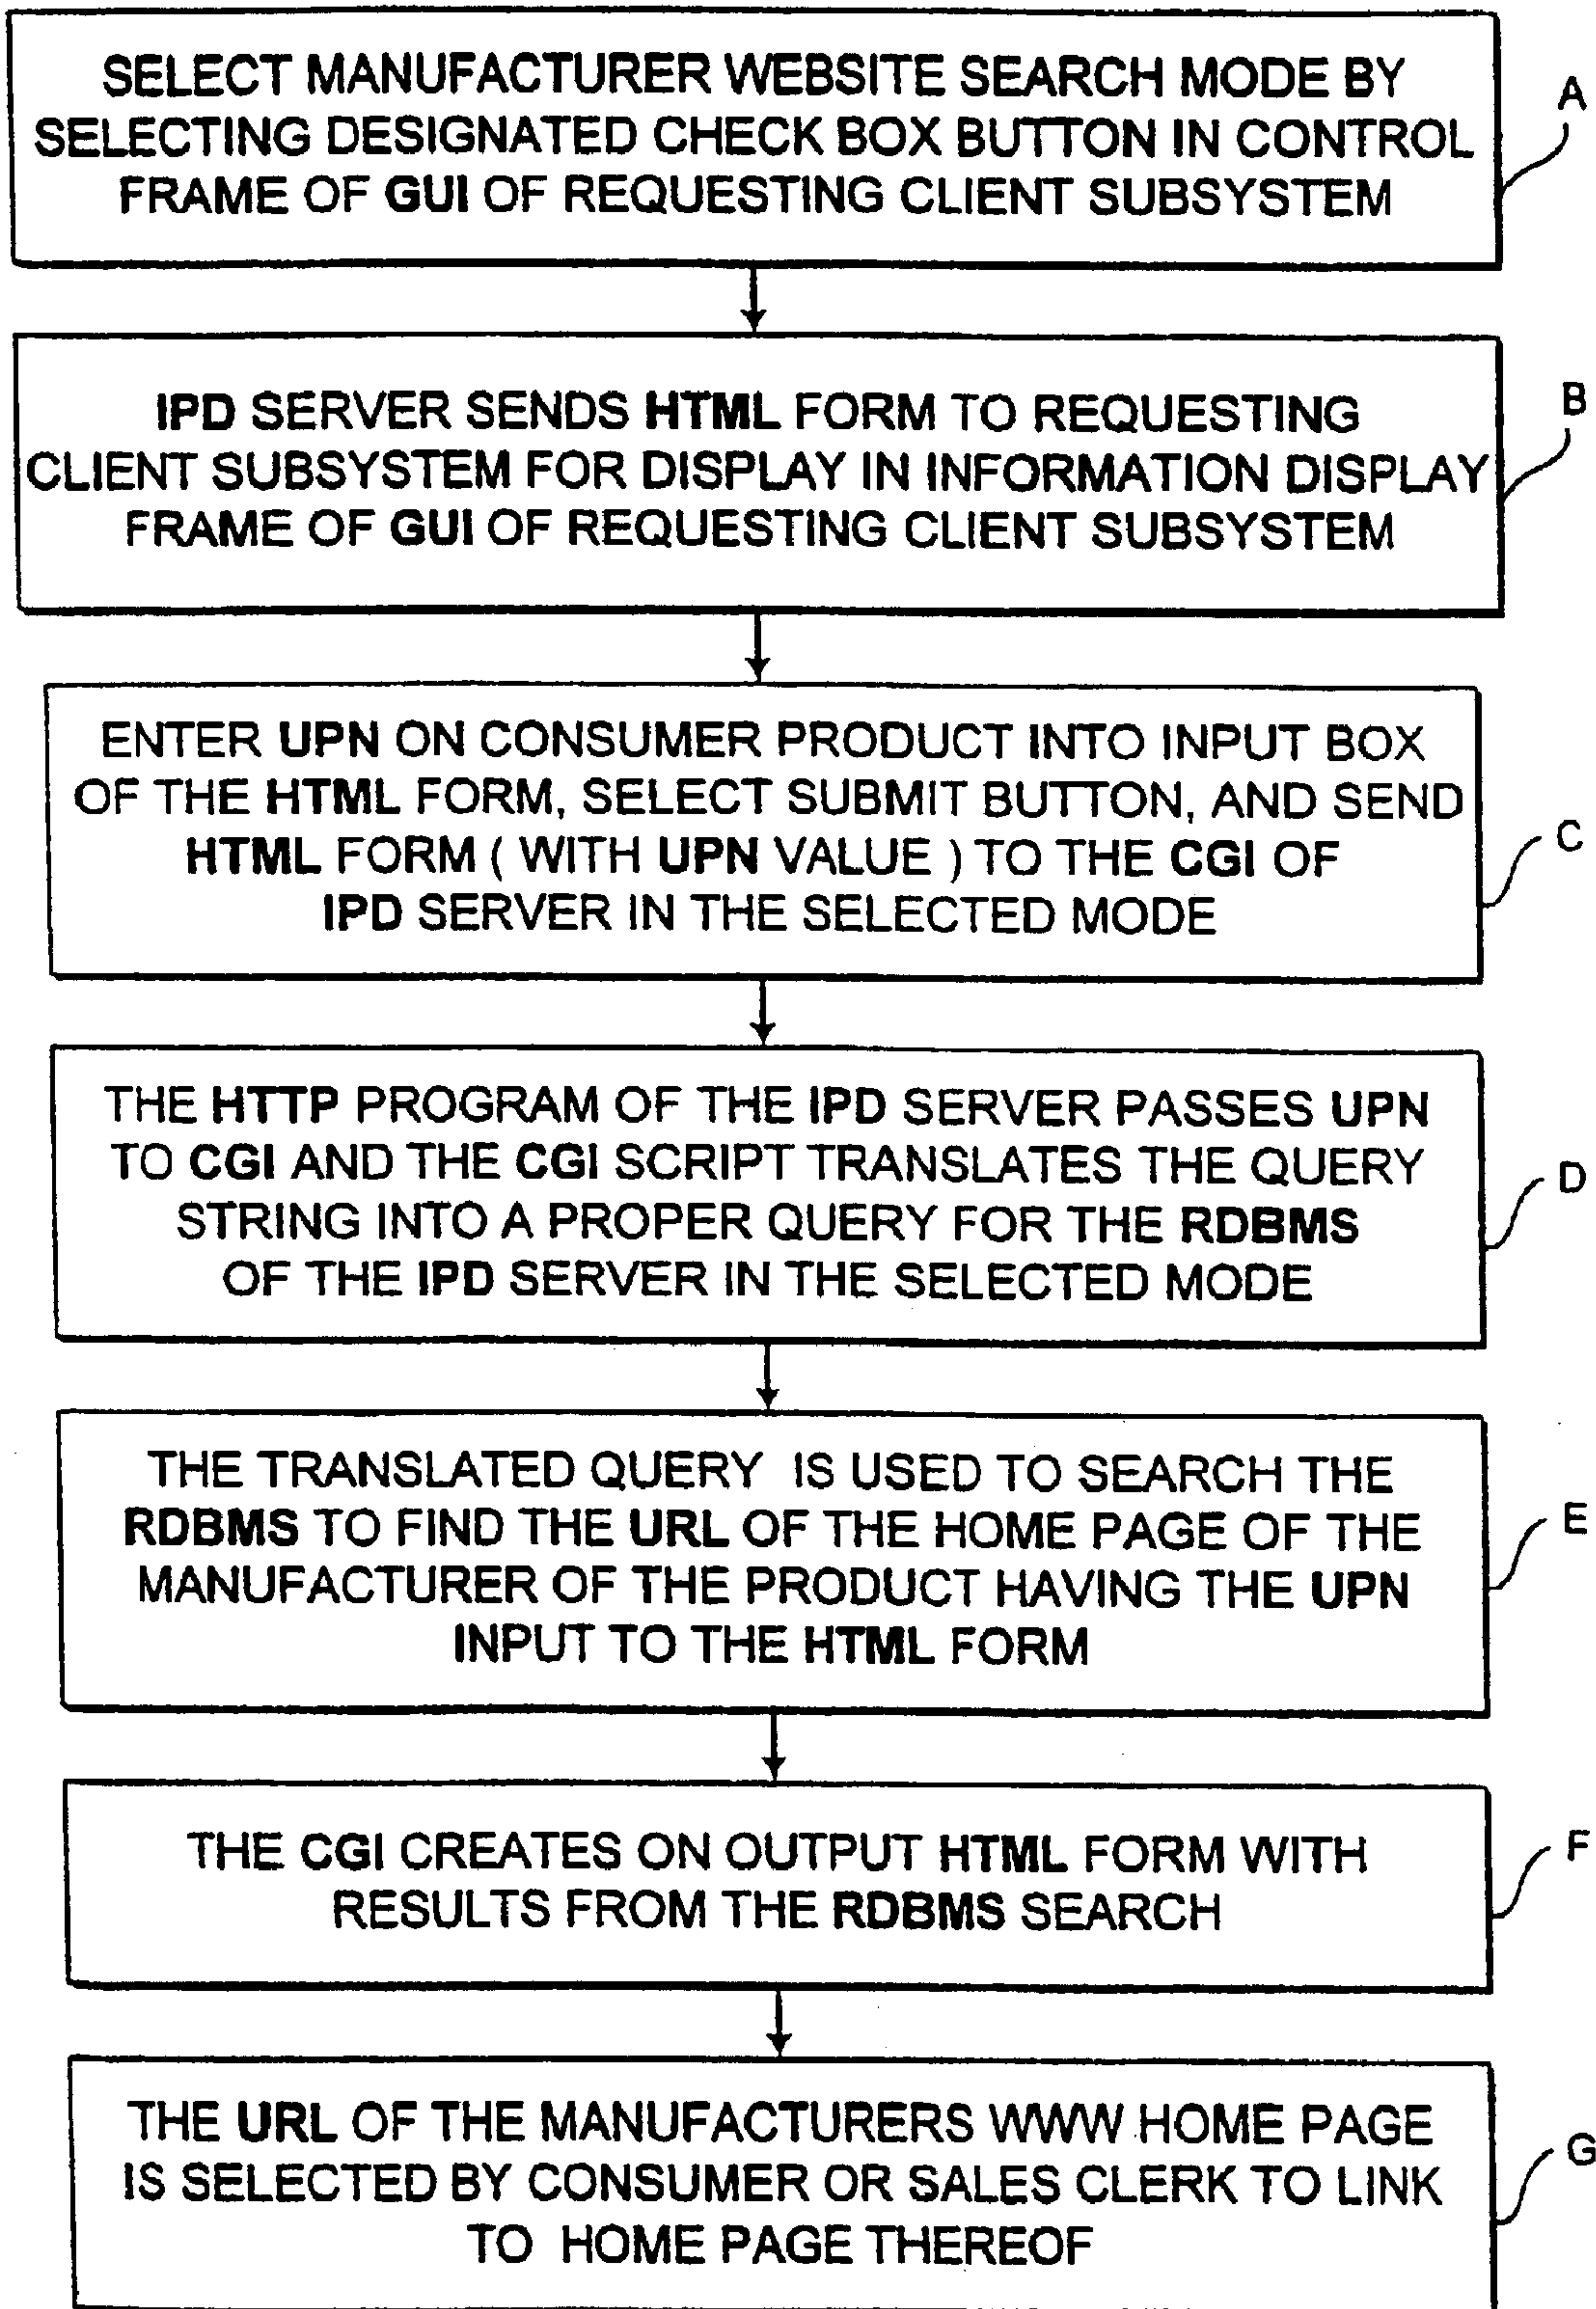 SELECT MANUFACTURER WEBSITE SEARCH MODE BY
SELECTING DESIGNATED CHECK BOX BUTTON IN CONTROL
FRAME OF GUI OF REQUESTING CLIENT SUBSYSTEM
A
IPD SERVER SENDS HTML FORM TO REQUESTING
CLIENT SUBSYSTEM FOR DISPLAY IN INFORMATION DISPLAY
FRAME OF GUI OF REQUESTING CLIENT SUBSYSTEM
B
ENTER UPN ON CONSUMER PRODUCT INTO INPUT BOX
OF THE HTML FORM, SELECT SUBMIT BUTTON, AND SEND
HTML FORM ( WITH UPN VALUE ) TO THE CGI OF
IPD SERVER IN THE SELECTED MODE
C
THE HTTP PROGRAM OF THE IPD SERVER PASSES UPN
TO CGI AND THE CGI SCRIPT TRANSLATES THE QUERY
STRING INTO A PROPER QUERY FOR THE RDBMS
OF THE IPD SERVER IN THE SELECTED MODE
D
THE TRANSLATED QUERY IS USED TO SEARCH THE
RDBMS TO FIND THE URL OF THE HOME PAGE OF THE
MANUFACTURER OF THE PRODUCT HAVING THE UPN
INPUT TO THE HTML FORM
E
THE CGI CREATES ON OUTPUT HTML FORM WITH
RESULTS FROM THE RDBMS SEARCH
F
THE URL OF THE MANUFACTURERS WWW HOME PAGE
IS SELECTED BY CONSUMER OR SALES CLERK TO LINK
TO HOME PAGE THEREOF
G